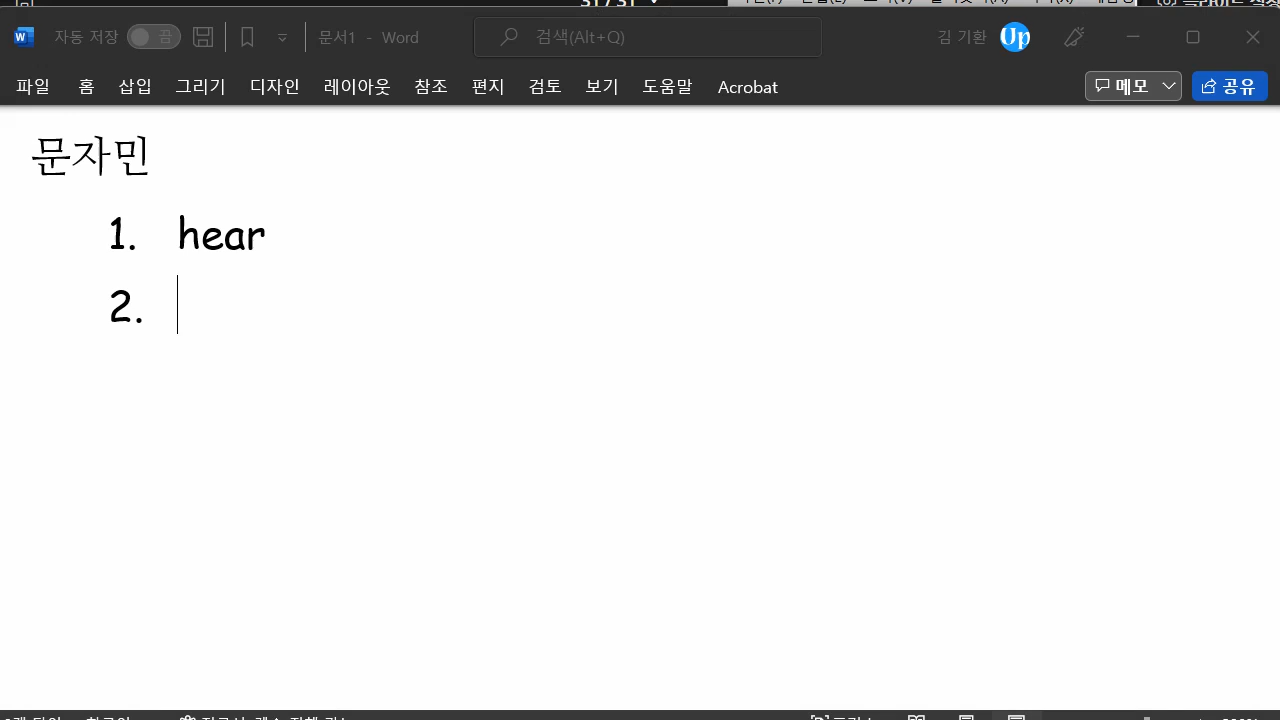 31 / 31
자동 저장 끔 문서1 - Word 검색(Alt+Q) 김 기환 Up
파일 홈 삽입 그리기 디자인 레이아웃 참조 편지 검토 보기 도움말 Acrobat 메모 공유
문자민
1. hear
2.